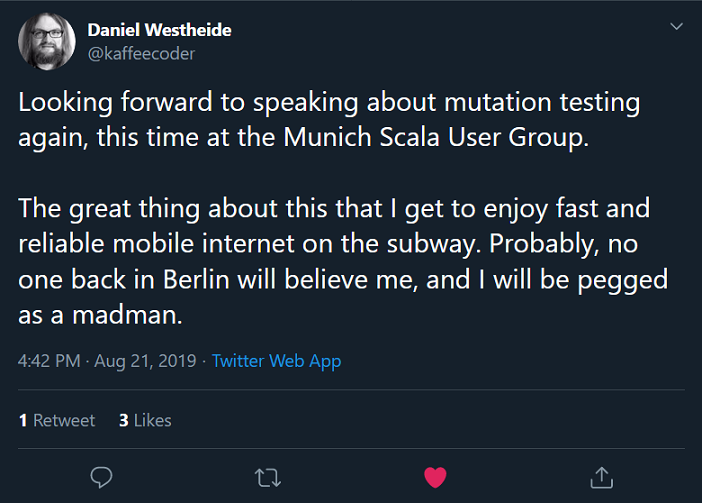 Daniel Westheide
@kaffeecoder
Looking forward to speaking about mutation testing
again, this time at the Munich Scala User Group.
The great thing about this that I get to enjoy fast and
reliable mobile internet on the subway. Probably, no
one back in Berlin will believe me, and I will be pegged
as a madman.
4:42 PM · Aug 21, 2019 · Twitter Web App
1 Retweet 3 Likes